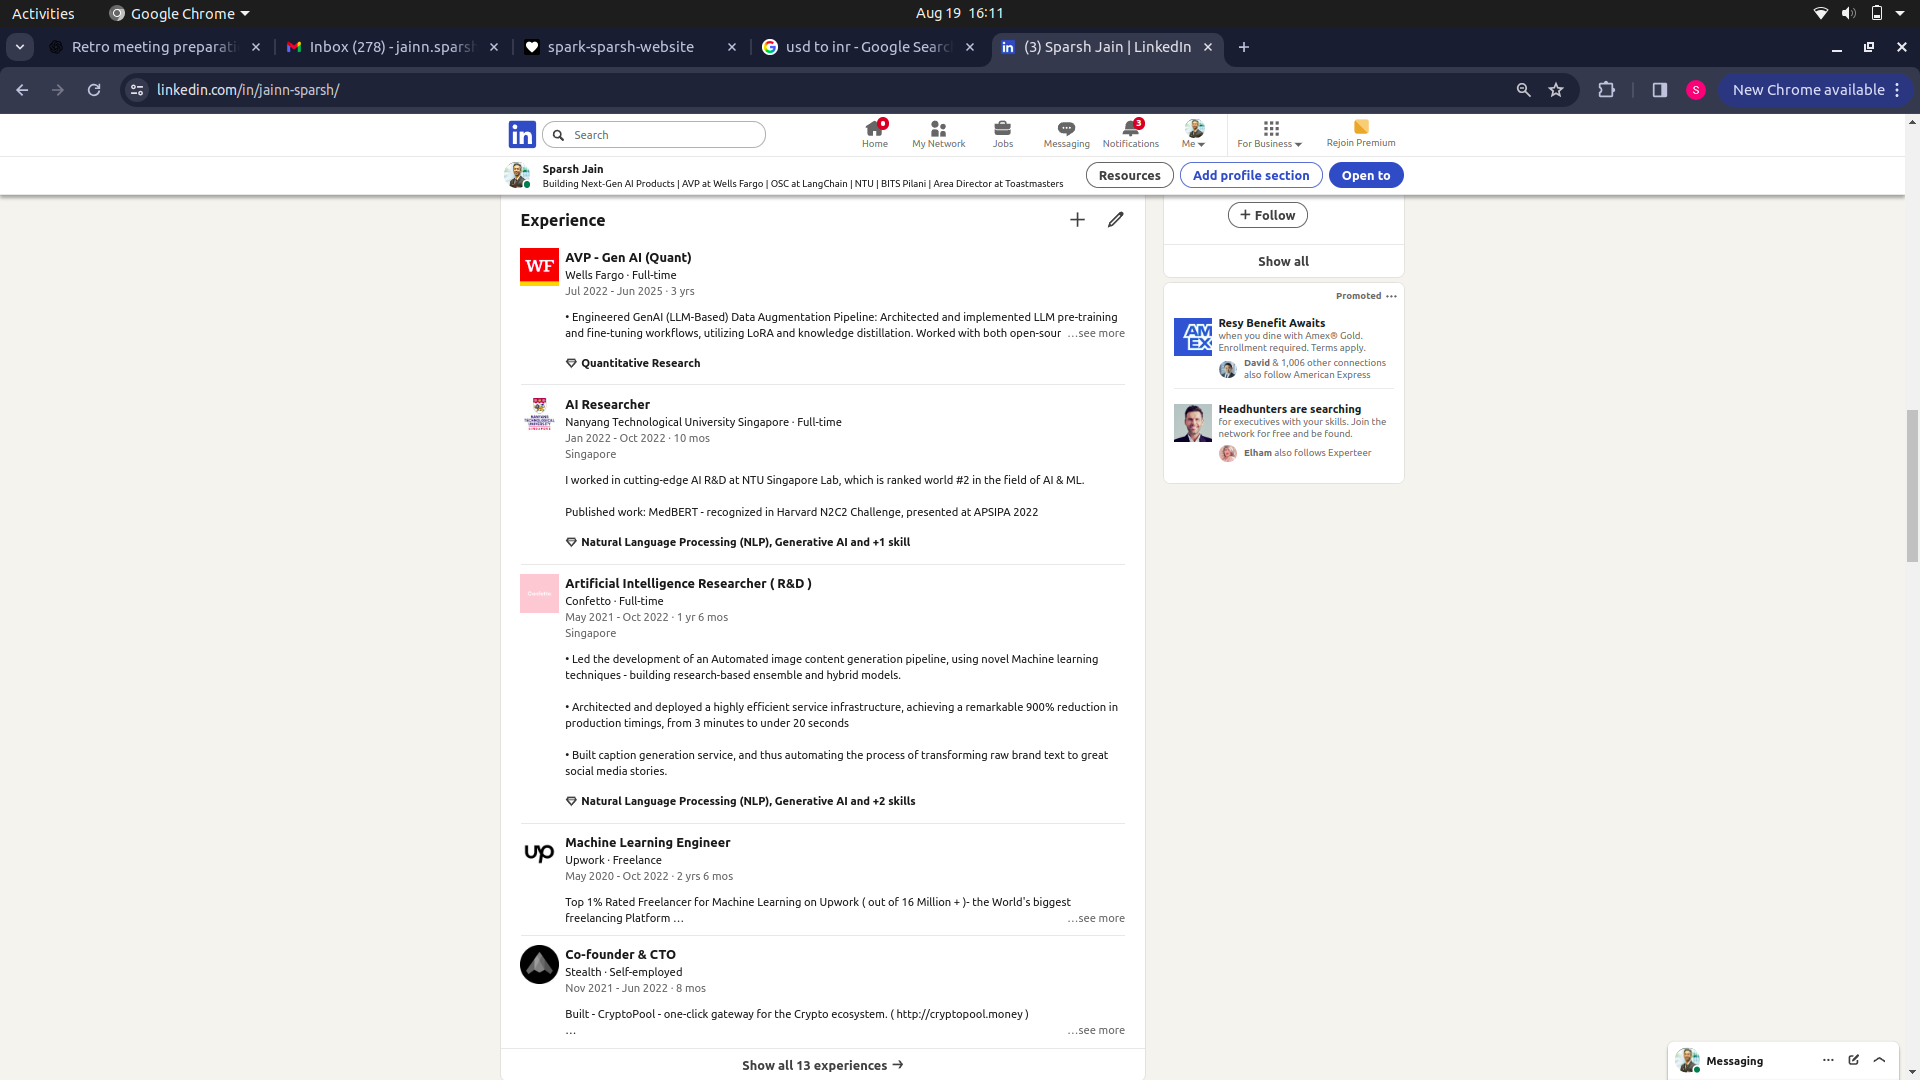 Activities
Google Chrome
Aug 19 16:11
Retro meeting preparati
Inbox (278) - jainn.sparsh
spark-sparsh-website
usd to inr - Google Searc
(3) Sparsh Jain | LinkedIn
linkedin.com/in/jainn-sparsh/
S
New Chrome available
in
Search
Home
My Network
Jobs
Messaging
3
Notifications
Me
For Business
Rejoin Premium
Sparsh Jain
Building Next-Gen AI Products | AVP at Wells Fargo | OSC at LangChain | NTU | BITS Pilani | Area Director at Toastmasters
Resources
Add profile section
Open to
Experience
WF
AVP - Gen AI (Quant)
Wells Fargo · Full-time
Jul 2022 - Jun 2025 · 3 yrs
• Engineered GenAI (LLM-Based) Data Augmentation Pipeline: Architected and implemented LLM pre-training
and fine-tuning workflows, utilizing LoRA and knowledge distillation. Worked with both open-sour …see more
Quantitative Research
NANYANG
TECHNOLOGICAL
UNIVERSITY
SINGAPORE
AI Researcher
Nanyang Technological University Singapore · Full-time
Jan 2022 - Oct 2022 · 10 mos
Singapore
I worked in cutting-edge AI R&D at NTU Singapore Lab, which is ranked world #2 in the field of AI & ML.
Published work: MedBERT - recognized in Harvard N2C2 Challenge, presented at APSIPA 2022
Natural Language Processing (NLP), Generative AI and +1 skill
Artificial Intelligence Researcher ( R&D )
Confetto · Full-time
May 2021 - Oct 2022 · 1 yr 6 mos
Singapore
• Led the development of an Automated image content generation pipeline, using novel Machine learning
techniques - building research-based ensemble and hybrid models.
• Architected and deployed a highly efficient service infrastructure, achieving a remarkable 900% reduction in
production timings, from 3 minutes to under 20 seconds
• Built caption generation service, and thus automating the process of transforming raw brand text to great
social media stories.
Natural Language Processing (NLP), Generative AI and +2 skills
up
Machine Learning Engineer
Upwork · Freelance
May 2020 - Oct 2022 · 2 yrs 6 mos
Top 1% Rated Freelancer for Machine Learning on Upwork ( out of 16 Million + )- the World's biggest
freelancing Platform … …see more
Co-founder & CTO
Stealth · Self-employed
Nov 2021 - Jun 2022 · 8 mos
Built - CryptoPool - one-click gateway for the Crypto ecosystem. ( http://cryptopool.money )
… …see more
Show all 13 experiences →
+ Follow
Show all
Promoted ···
AM
EX
Resy Benefit Awaits
when you dine with Amex® Gold.
Enrollment required. Terms apply.
David & 1,006 other connections
also follow American Express
Headhunters are searching
for executives with your skills. Join the
network for free and be found.
Elham also follows Experteer
Messaging